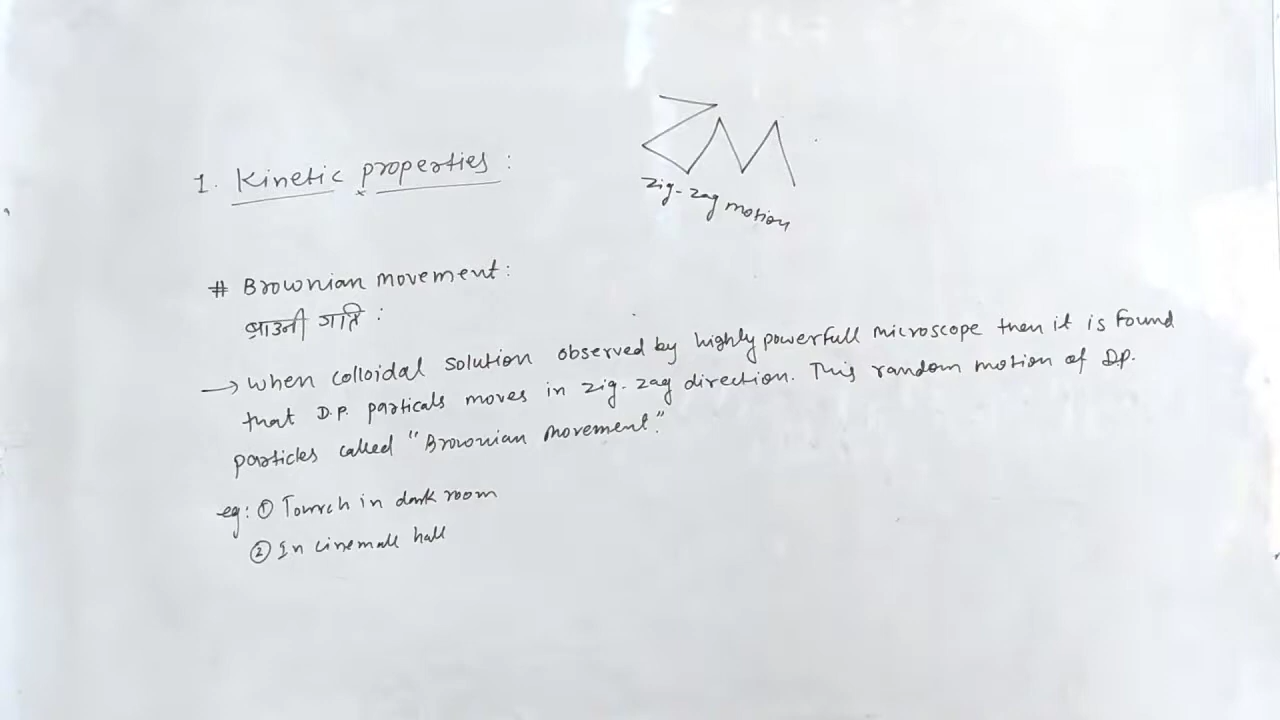 1. Kinetic properties :
zig-zag motion
# Brownian movement :
ब्राउनी गति :
→ When colloidal solution observed by highly powerfull microscope then it is found
that D.P. particals moves in zig-zag direction. This random motion of D.P.
particles called "Brownian movement."
eg: ① Tourch in dark room
② In cinemall hall